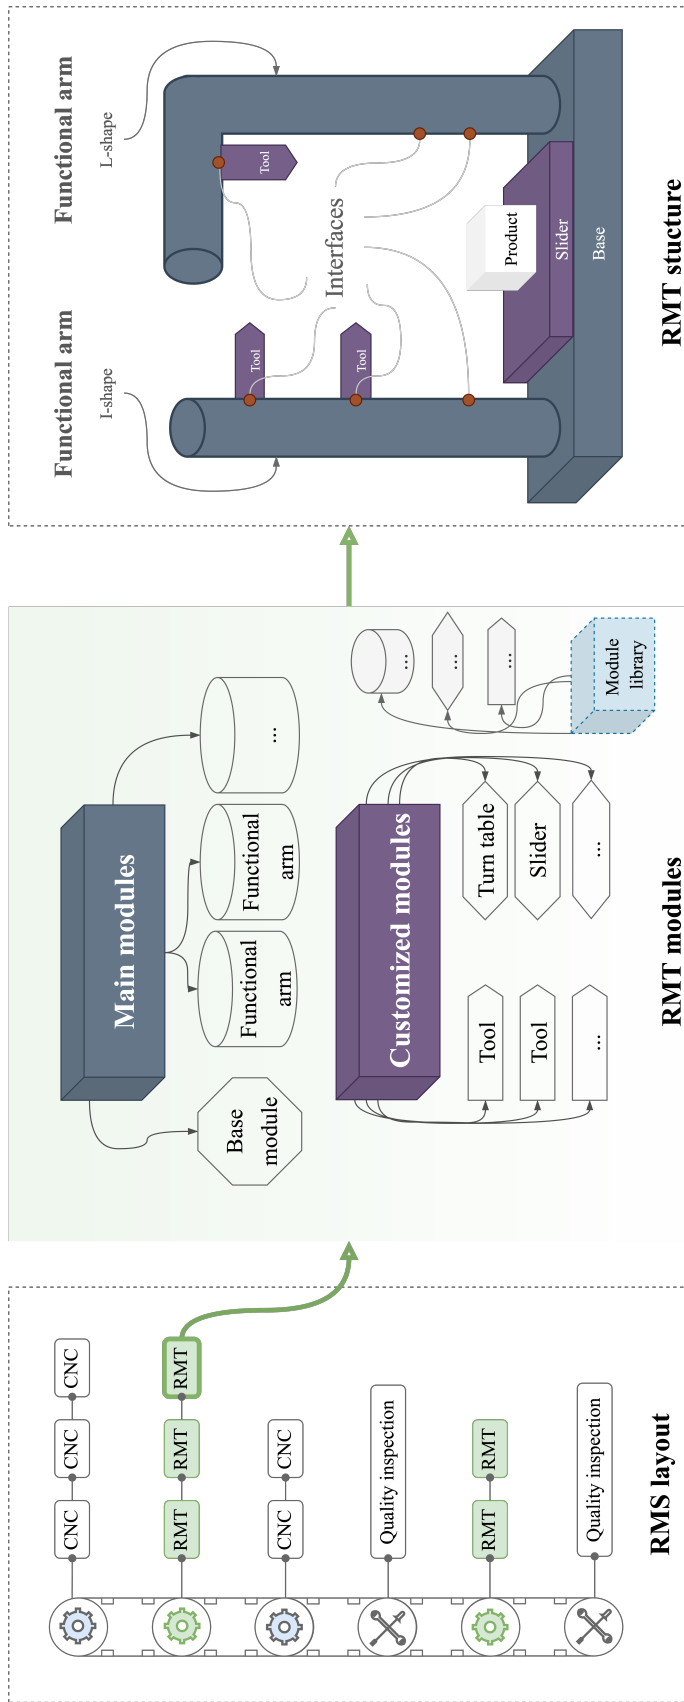 CNC
CNC
CNC
RMT
RMT
RMT
CNC
CNC
Quality inspection
RMT
RMT
Quality inspection
RMS layout
Main modules
Base
module
Functional
arm
Functional
arm
...
Customized modules
Tool
Tool
...
Turn table
Slider
...
...
...
...
Module
library
RMT modules
Functional arm
I-shape
Functional arm
L-shape
Tool
Tool
Tool
Interfaces
Product
Slider
Base
RMT stucture